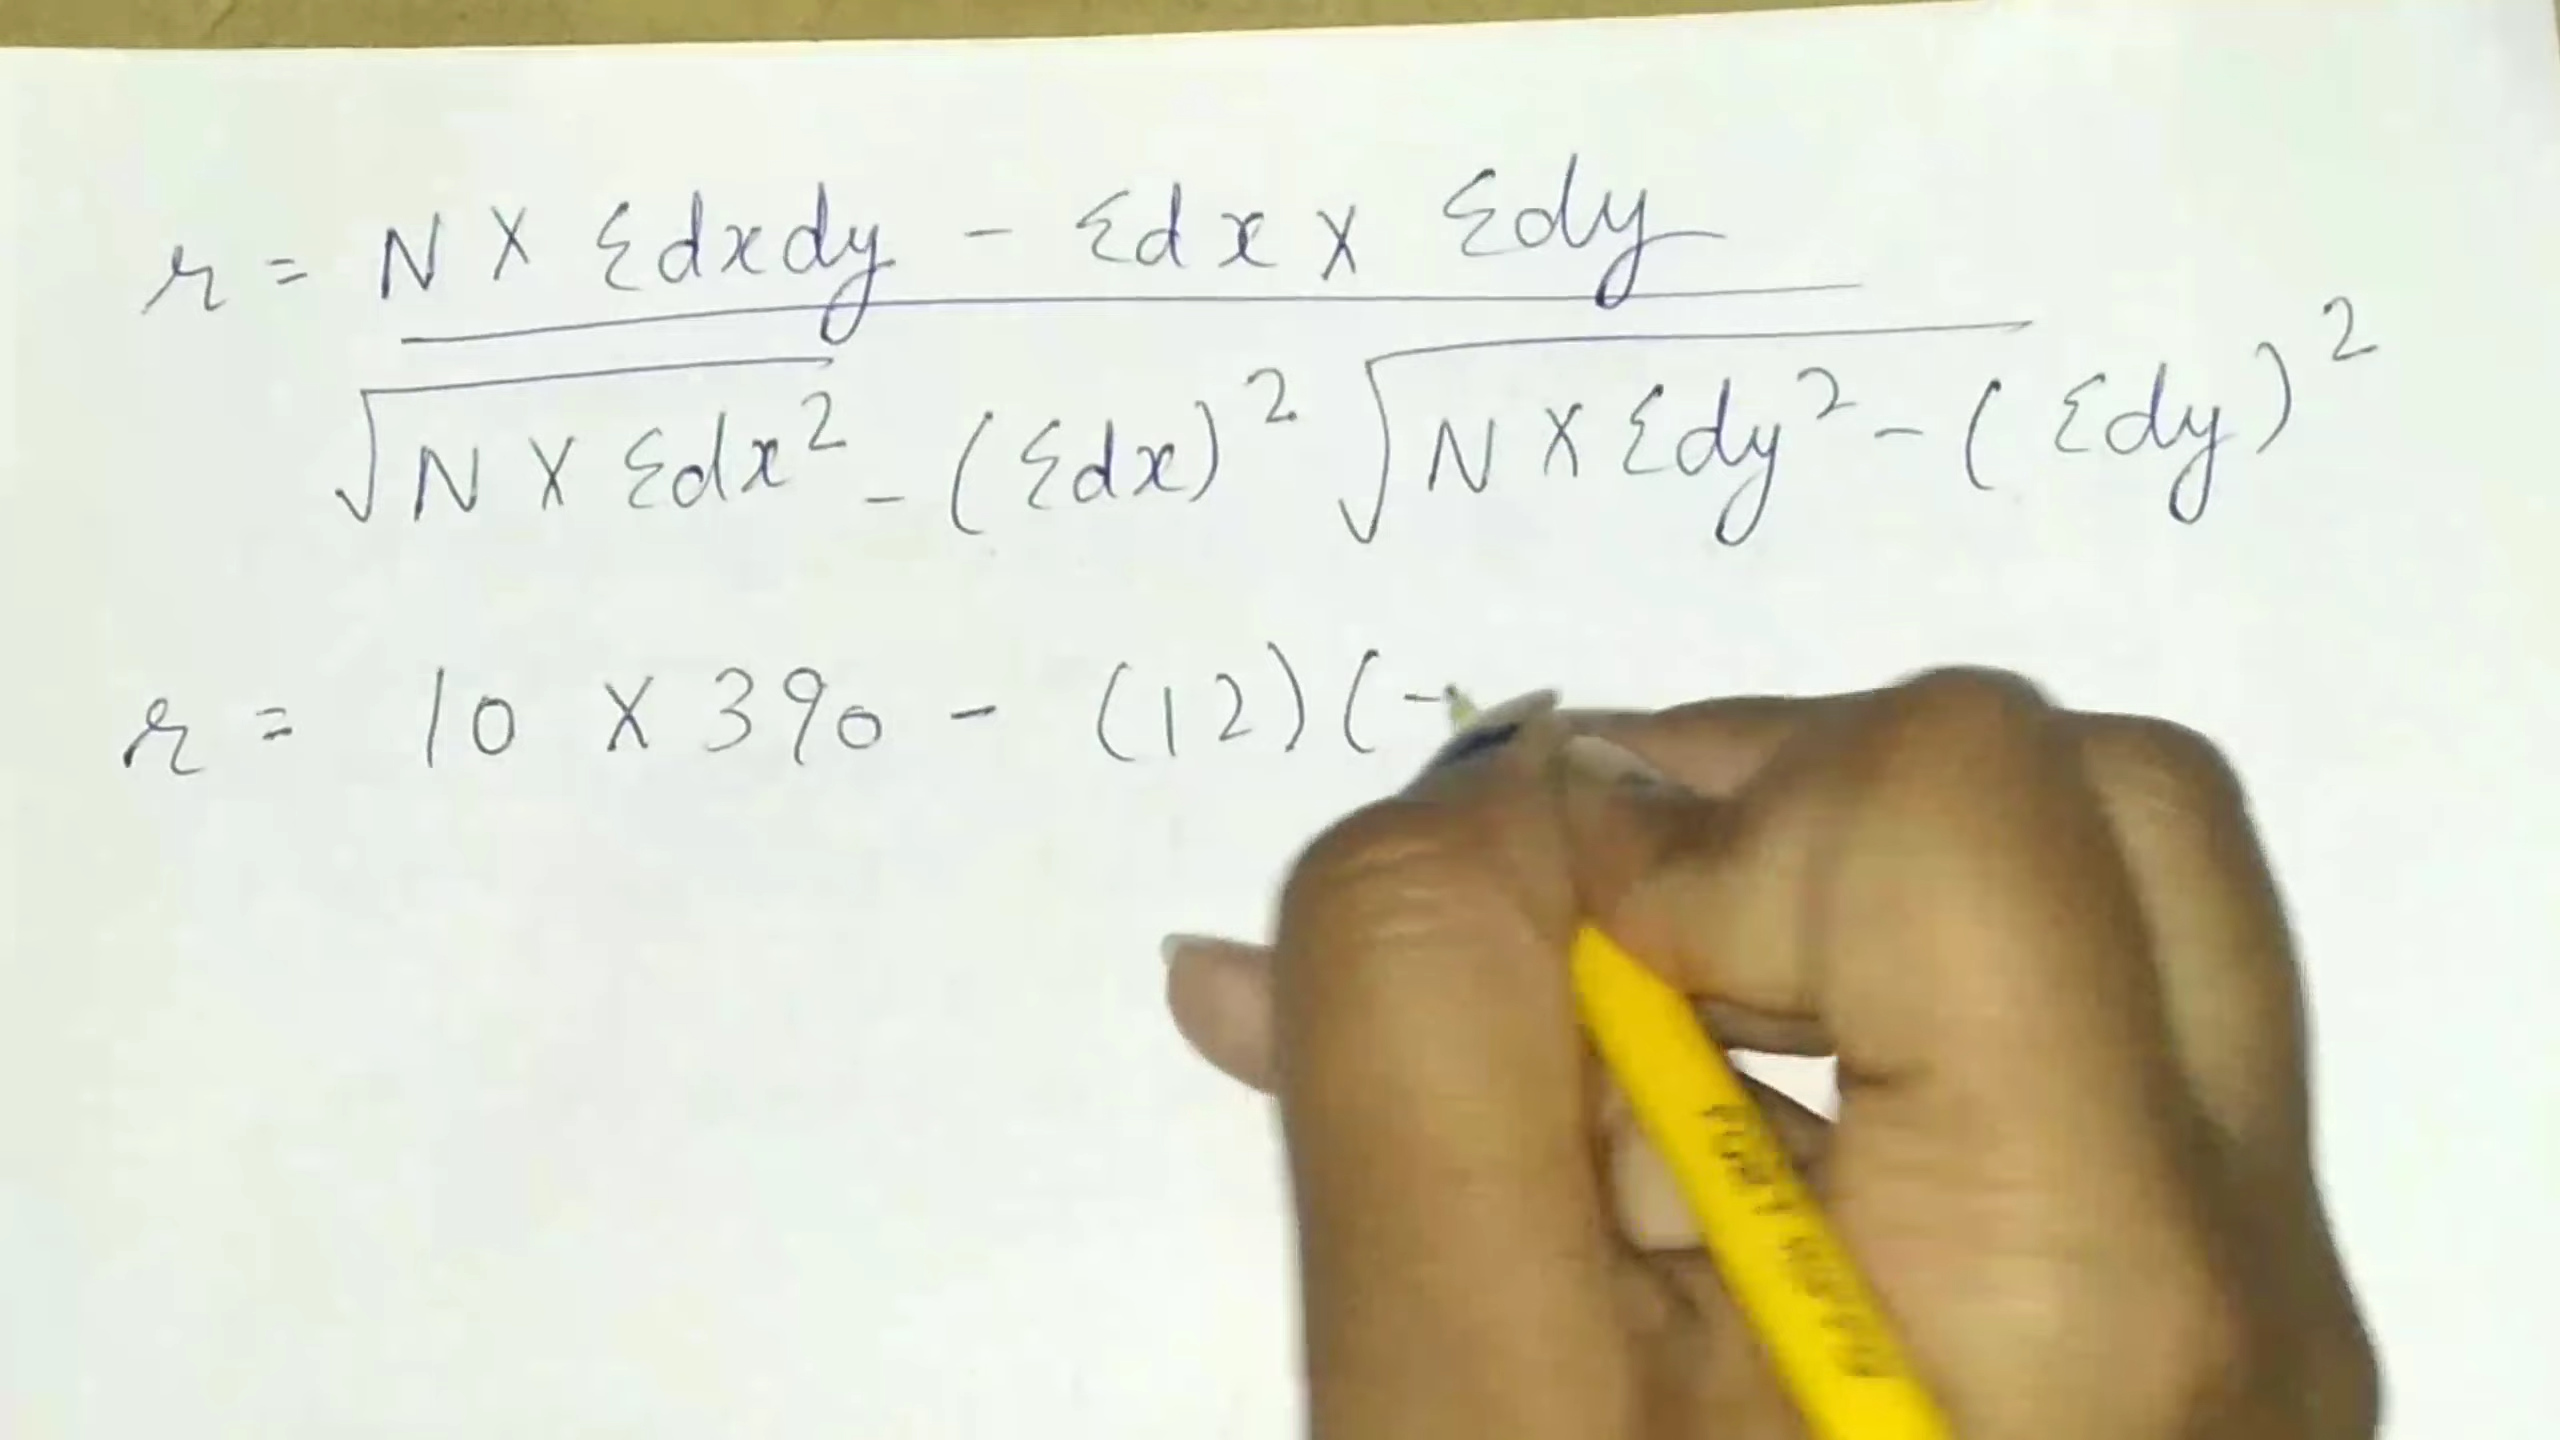 r = N X Σdxdy - Σdx X Σdy
√N X Σdx² - (Σdx)² √N X Σdy² - (Σdy)²
r = 10 X 390 - (12)(-